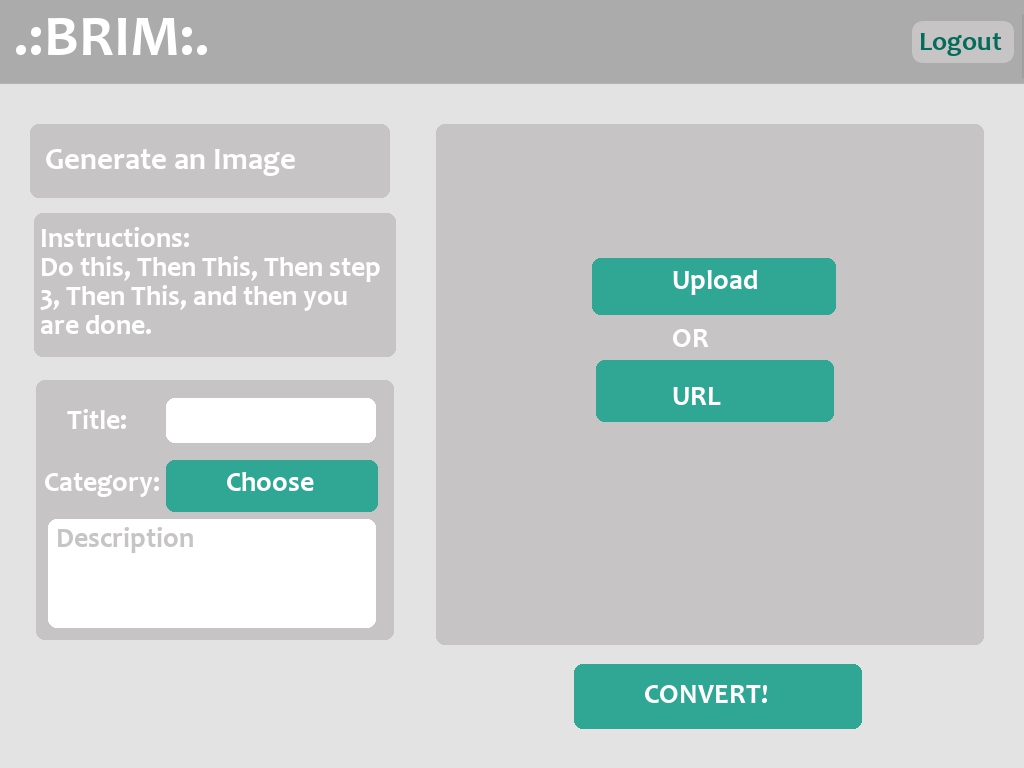 .:BRIM:.
Logout
Generate an Image
Instructions:
Do this, Then This, Then step
3, Then This, and then you
are done.
Title:
Category:
Choose
Description
Upload
OR
URL
CONVERT!